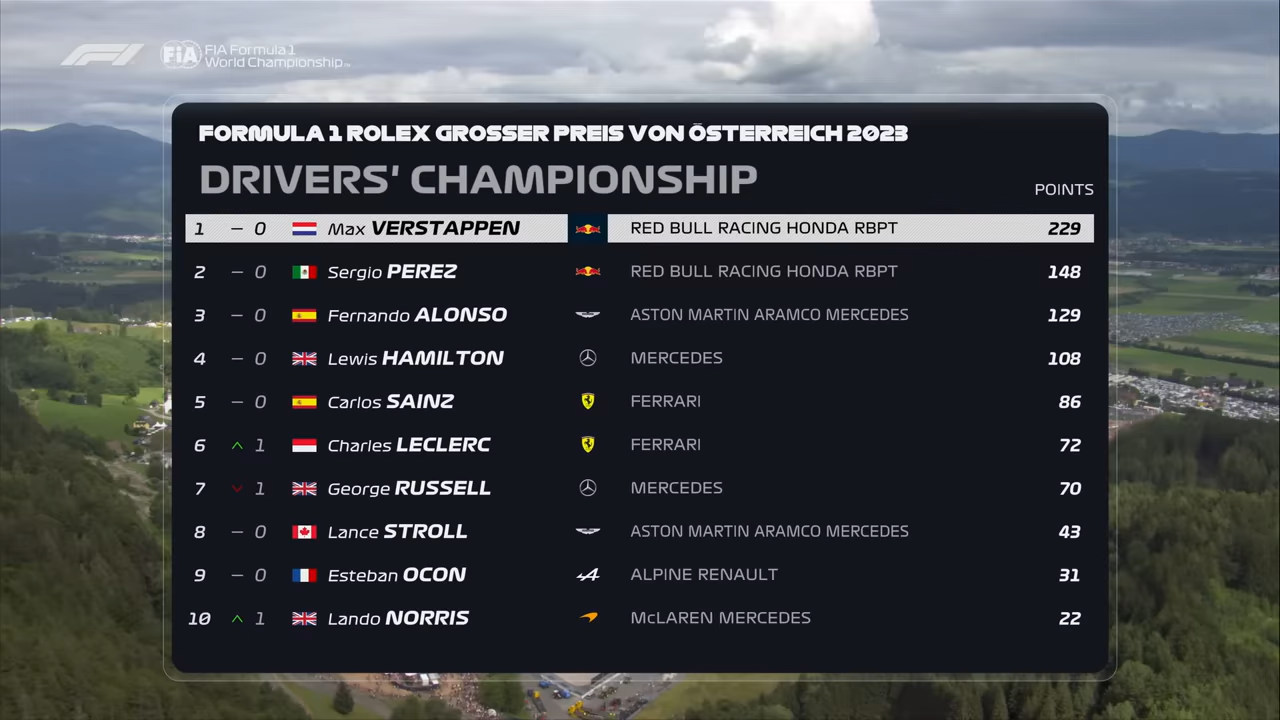 F1 FIA FIA Formula 1
World Championship™
FORMULA 1 ROLEX GROSSER PREIS VON ÖSTERREICH 2023
DRIVERS' CHAMPIONSHIP
POINTS
1 – 0 Max VERSTAPPEN RED BULL RACING HONDA RBPT 229
2 – 0 Sergio PEREZ RED BULL RACING HONDA RBPT 148
3 – 0 Fernando ALONSO ASTON MARTIN ARAMCO MERCEDES 129
4 – 0 Lewis HAMILTON MERCEDES 108
5 – 0 Carlos SAINZ FERRARI 86
6 1 Charles LECLERC FERRARI 72
7 1 George RUSSELL MERCEDES 70
8 – 0 Lance STROLL ASTON MARTIN ARAMCO MERCEDES 43
9 – 0 Esteban OCON ALPINE RENAULT 31
10 1 Lando NORRIS McLAREN MERCEDES 22